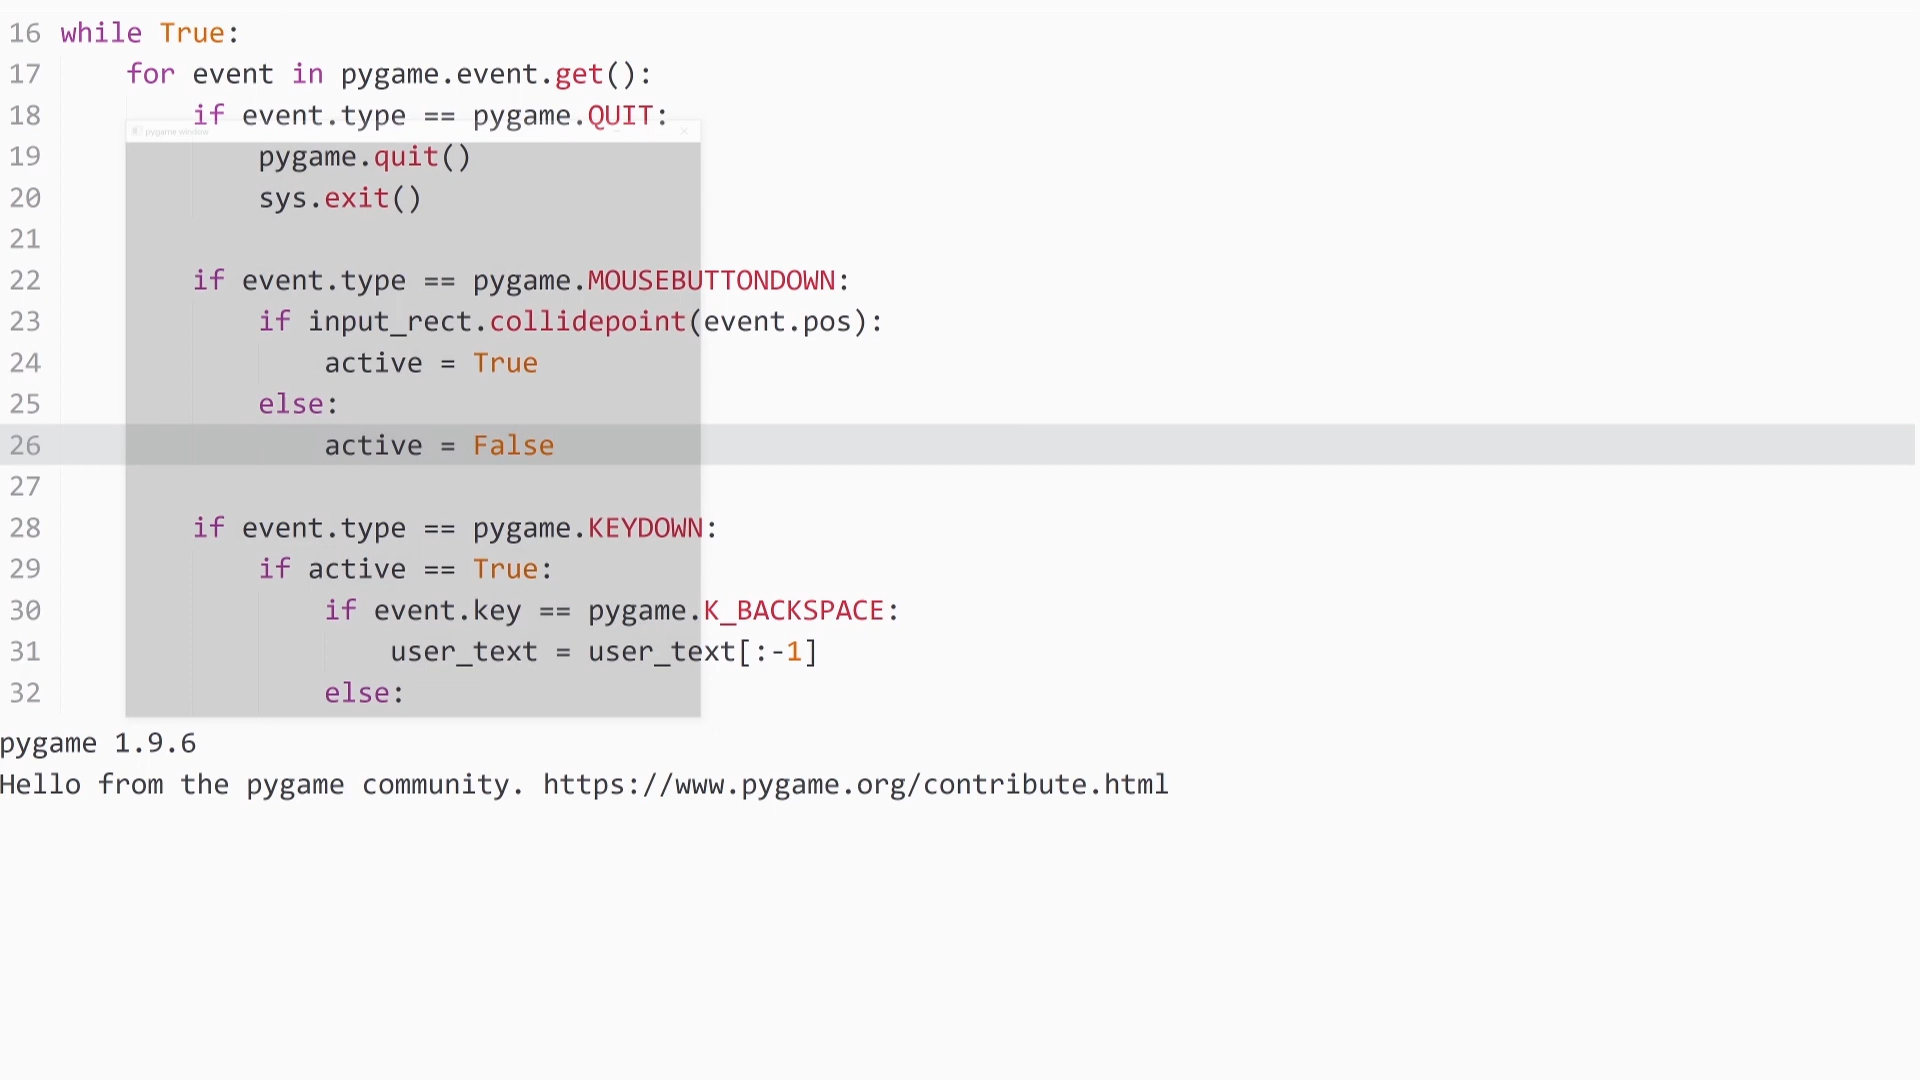 16 while True:
17 for event in pygame.event.get():
18 if event.type == pygame.QUIT:
pygame window
19 pygame.quit()
20 sys.exit()
21
22 if event.type == pygame.MOUSEBUTTONDOWN:
23 if input_rect.collidepoint(event.pos):
24 active = True
25 else:
26 active = False
27
28 if event.type == pygame.KEYDOWN:
29 if active == True:
30 if event.key == pygame.K_BACKSPACE:
31 user_text = user_text[:-1]
32 else:
pygame 1.9.6
Hello from the pygame community. https://www.pygame.org/contribute.html